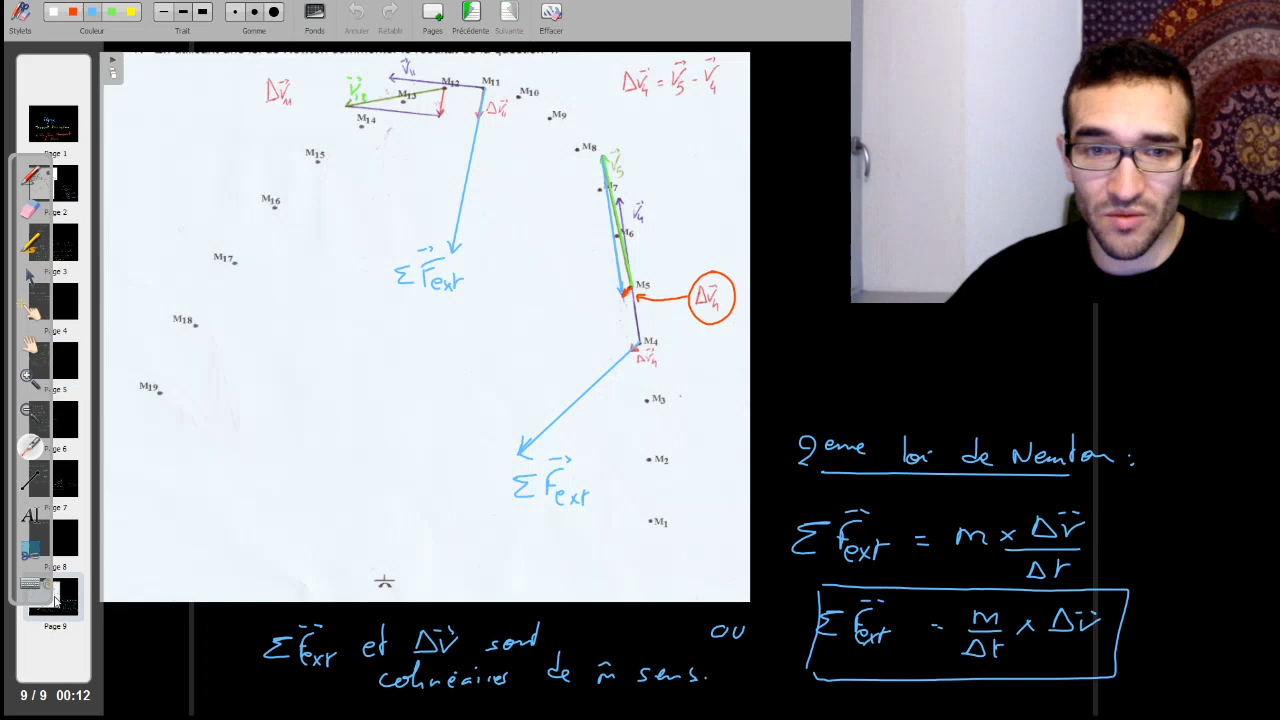 Stylets
Couleur
Trait
Gomme
Fonds
Annuler
Rétablir
Pages
Précédente
Suivante
Effacer
Page 1
Page 2
Page 3
Page 4
Page 5
Page 6
Page 7
Page 8
Page 9
9 / 9 00:12
V⃗₁₁
M12
M11
ΔV⃗₁₁
V⃗₁₂
M13
ΔV⃗₁₁
M10
M14
M9
ΔV⃗₄ = V⃗₅ - V⃗₄
M15
M8
V⃗₅
M7
M16
V⃗₄
M6
M17
ΣF⃗ext
M5
ΔV⃗₄
M18
M4
ΔV⃗₄
M19
M3
M2
ΣF⃗ext
M1
2eme loi de Newton :
ΣF⃗ext = m × ΔV⃗/Δt
ΣF⃗ext = m/Δt × ΔV⃗
ΣF⃗ext et ΔV⃗ sont
colinéaires de m̂ sens.
ou